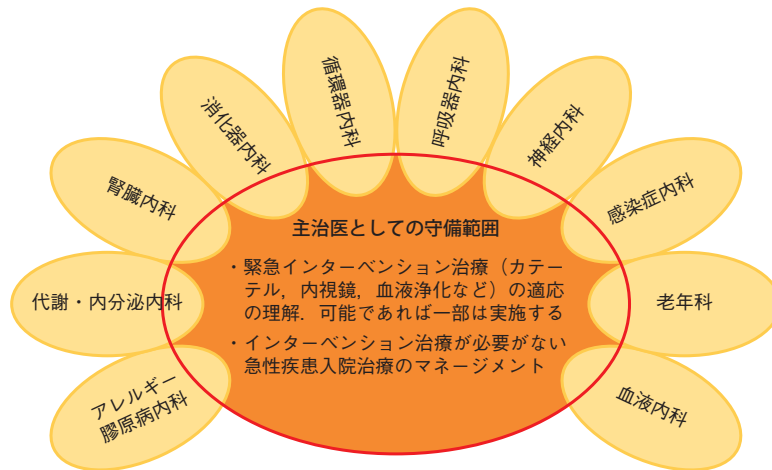 循環器内科
呼吸器内科
消化器内科
神経内科
腎臓内科
感染症内科
代謝・内分泌内科
老年科
アレルギー
膠原病内科
血液内科
主治医としての守備範囲
・緊急インターベンション治療（カテー
テル，内視鏡，血液浄化など）の適応
の理解．可能であれば一部は実施する
・インターベンション治療が必要がない
急性疾患入院治療のマネージメント